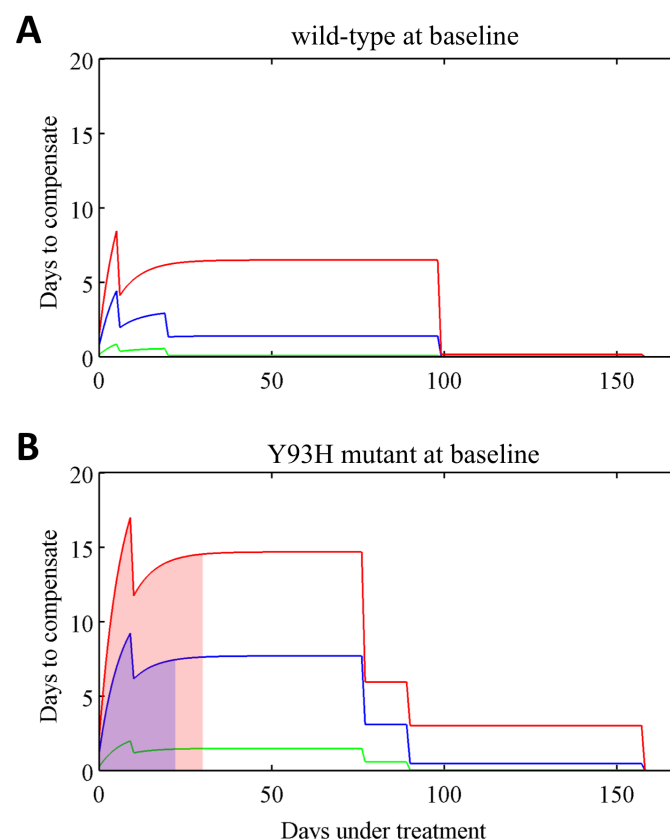 A
wild-type at baseline
20
15
10
5
0
Days to compensate
0
50
100
150
B
Y93H mutant at baseline
20
15
10
5
0
Days to compensate
0
50
100
150
Days under treatment